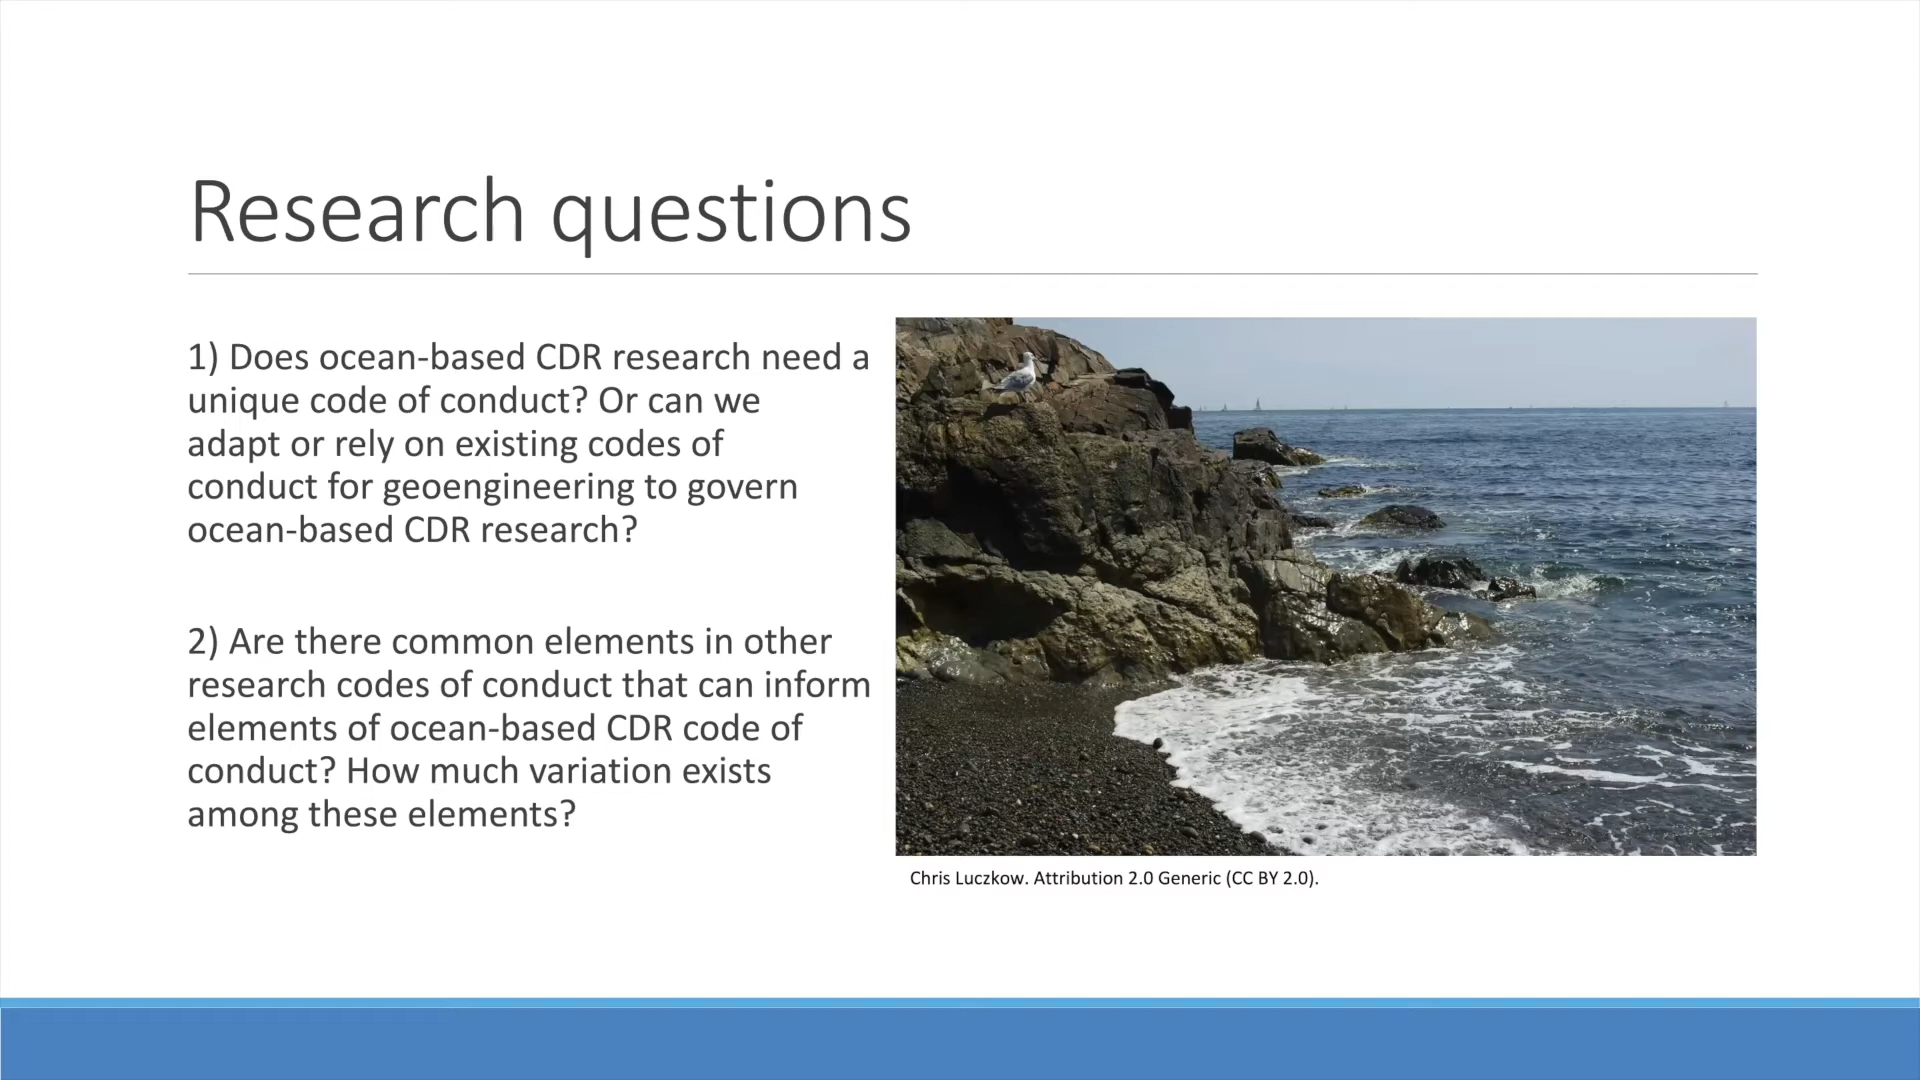 Research questions
1) Does ocean-based CDR research need a
unique code of conduct? Or can we
adapt or rely on existing codes of
conduct for geoengineering to govern
ocean-based CDR research?
2) Are there common elements in other
research codes of conduct that can inform
elements of ocean-based CDR code of
conduct? How much variation exists
among these elements?
Chris Luczkow. Attribution 2.0 Generic (CC BY 2.0).